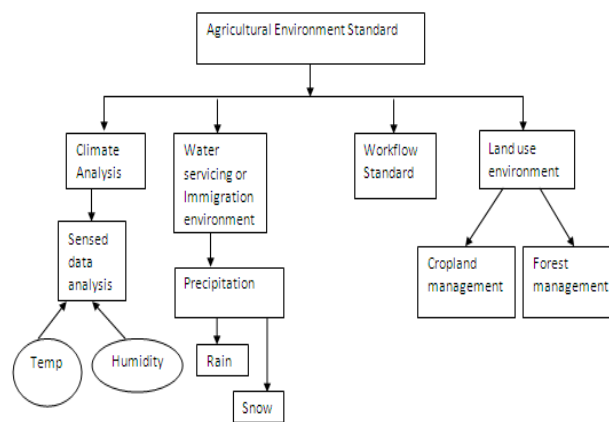 Agricultural Environment Standard
Climate
Analysis
Water
servicing or
Immigration
environment
Workflow
Standard
Land use
environment
Sensed
data
analysis
Precipitation
Cropland
management
Forest
management
Temp
Humidity
Rain
Snow